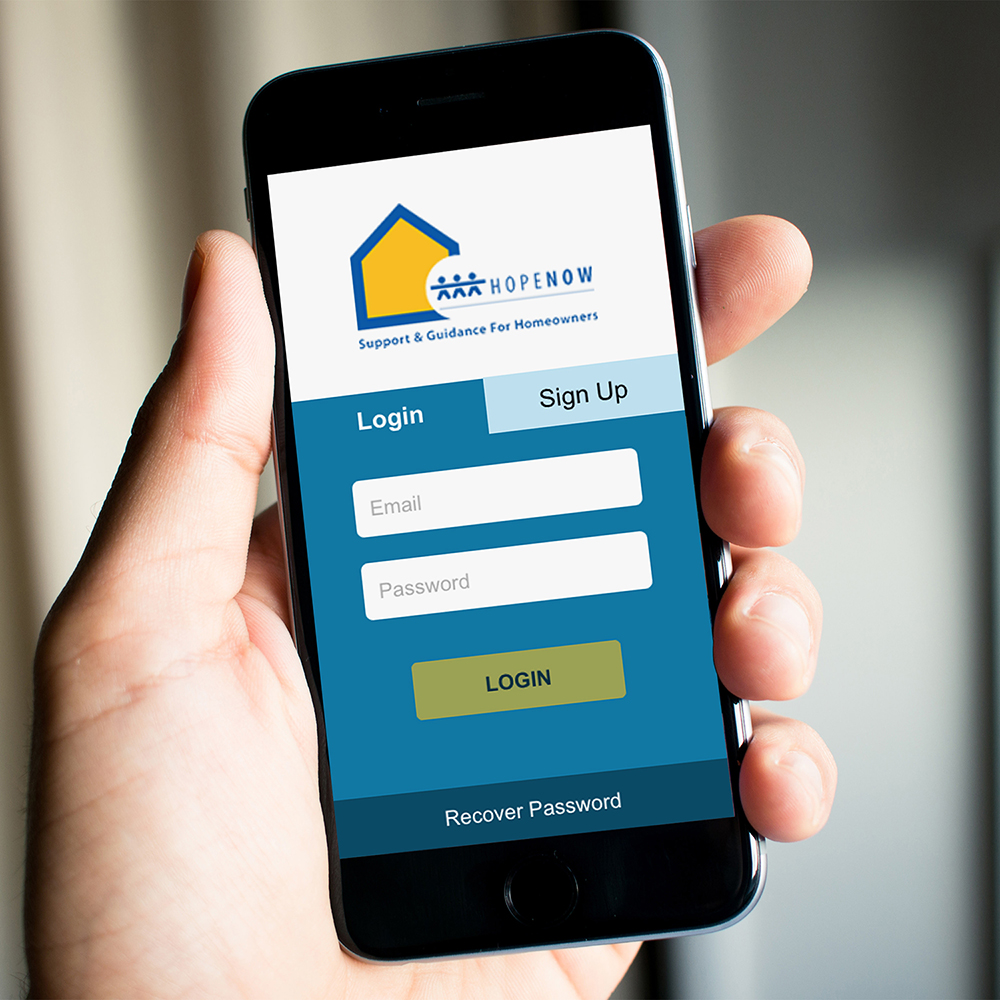 HOPENOW
Support & Guidance For Homeowners
Login
Sign Up
Email
Password
LOGIN
Recover Password